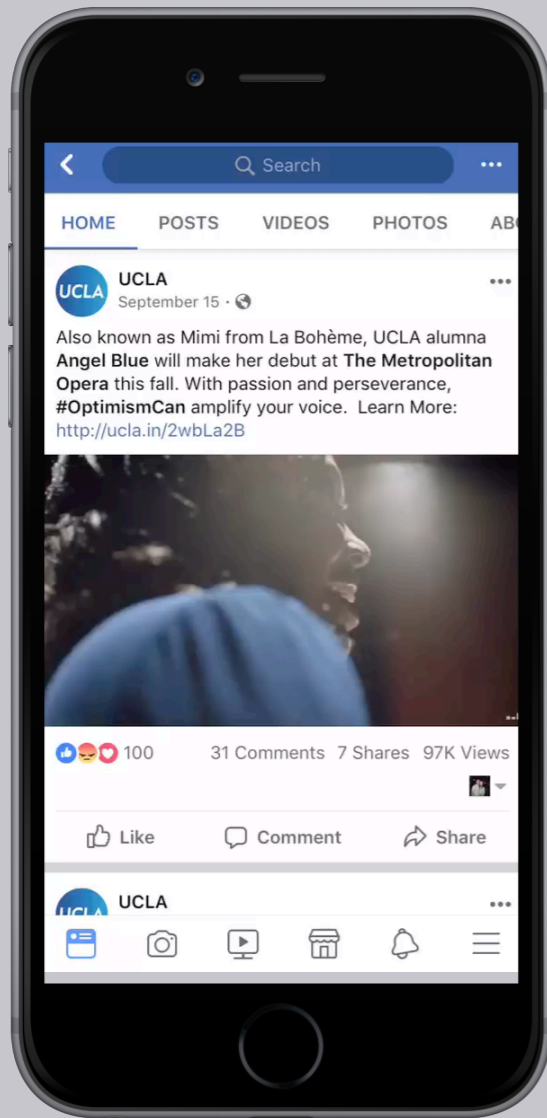 Search
HOME POSTS VIDEOS PHOTOS AB
UCLA
UCLA
September 15 ·
Also known as Mimi from La Bohème, UCLA alumna
Angel Blue will make her debut at The Metropolitan
Opera this fall. With passion and perseverance,
#OptimismCan amplify your voice. Learn More:
http://ucla.in/2wbLa2B
100 31 Comments 7 Shares 97K Views
Like Comment Share
UCLA
UCLA